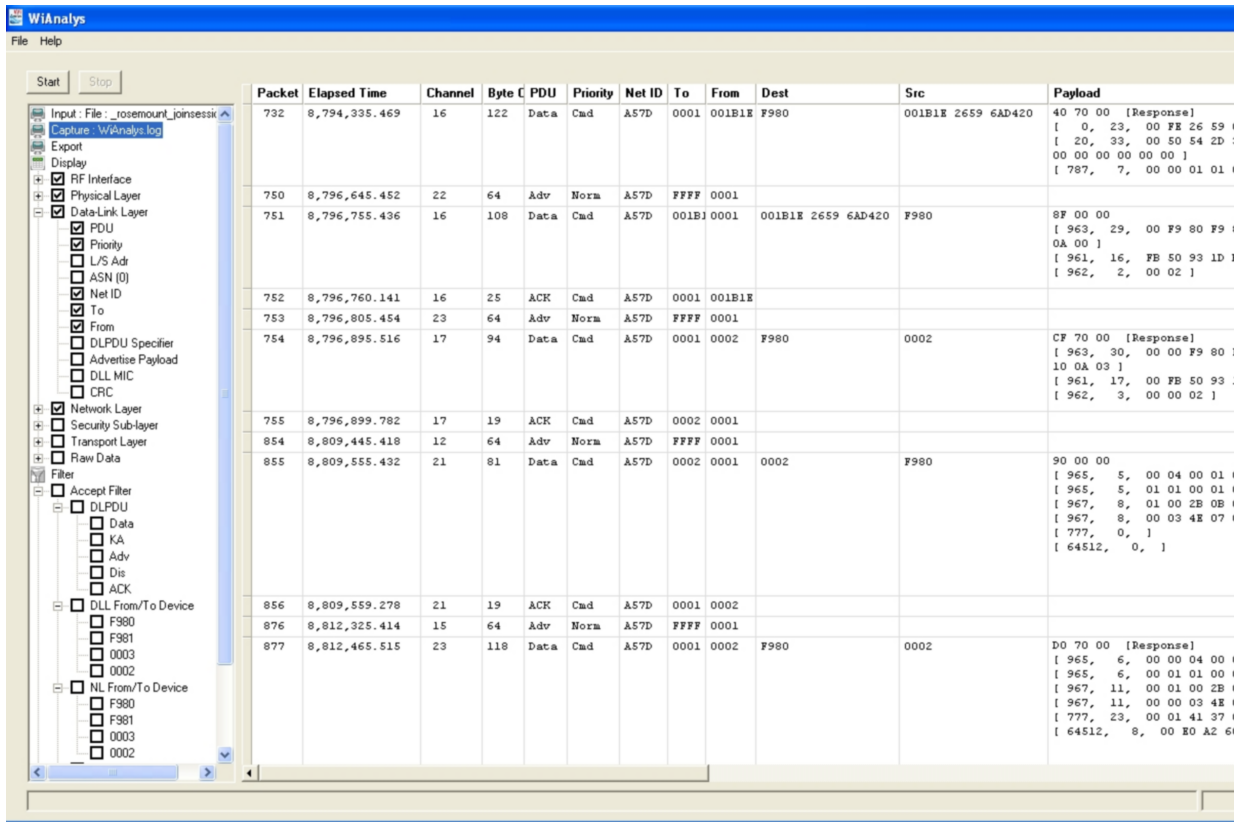 WiAnalys
File Help
Start Stop
Input : File : _rosemount_joinsessic
Capture : WiAnalys.log
Export
Display
RF Interface
Physical Layer
Data-Link Layer
PDU
Priority
L/S Adr
ASN (0)
Net ID
To
From
DLPDU Specifier
Advertise Payload
DLL MIC
CRC
Network Layer
Security Sub-layer
Transport Layer
Raw Data
Filter
Accept Filter
DLPDU
Data
KA
Adv
Dis
ACK
DLL From/To Device
F980
F981
0003
0002
NL From/To Device
F980
F981
0003
0002
Packet Elapsed Time Channel Byte C PDU Priority Net ID To From Dest Src Payload
732 8,794,335.469 16 122 Data Cmd A57D 0001 001B1E F980 001B1E 2659 6AD420 40 70 00 [Response]
[ 0, 23, 00 FE 26 59
[ 20, 33, 00 50 54 2D
00 00 00 00 00 00 ]
[ 787, 7, 00 00 01 01
750 8,796,645.452 22 64 Adv Norm A57D FFFF 0001
751 8,796,755.436 16 108 Data Cmd A57D 001B1 0001 001B1E 2659 6AD420 F980 8F 00 00
[ 963, 29, 00 F9 80 F9
0A 00 ]
[ 961, 16, FB 50 93 1D
[ 962, 2, 00 02 ]
752 8,796,760.141 16 25 ACK Cmd A57D 0001 001B1E
753 8,796,805.454 23 64 Adv Norm A57D FFFF 0001
754 8,796,895.516 17 94 Data Cmd A57D 0001 0002 F980 0002 CF 70 00 [Response]
[ 963, 30, 00 00 F9 80
10 0A 03 ]
[ 961, 17, 00 FB 50 93
[ 962, 3, 00 00 02 ]
755 8,796,899.782 17 19 ACK Cmd A57D 0002 0001
854 8,809,445.418 12 64 Adv Norm A57D FFFF 0001
855 8,809,555.432 21 81 Data Cmd A57D 0002 0001 0002 F980 90 00 00
[ 965, 5, 00 04 00 01
[ 965, 5, 01 01 00 01
[ 967, 8, 01 00 2B 0B
[ 967, 8, 00 03 4E 07
[ 777, 0, ]
[ 64512, 0, ]
856 8,809,559.278 21 19 ACK Cmd A57D 0001 0002
876 8,812,325.414 15 64 Adv Norm A57D FFFF 0001
877 8,812,465.515 23 118 Data Cmd A57D 0001 0002 F980 0002 D0 70 00 [Response]
[ 965, 6, 00 00 04 00
[ 965, 6, 00 01 01 00
[ 967, 11, 00 01 00 2B
[ 967, 11, 00 00 03 4E
[ 777, 23, 00 01 41 37
[ 64512, 8, 00 E0 A2